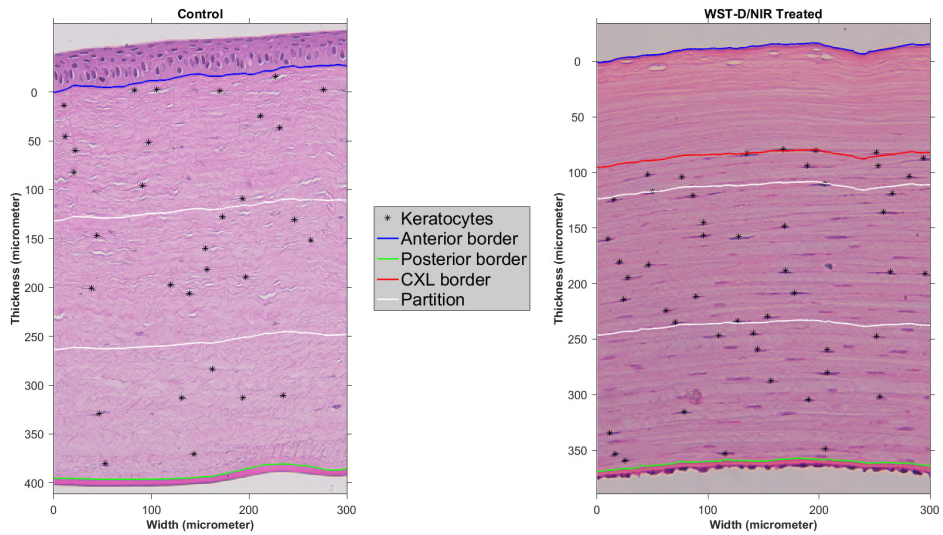 Control
Thickness (micrometer)
0
50
100
150
200
250
300
350
400
0
100
200
300
Width (micrometer)
* Keratocytes
Anterior border
Posterior border
CXL border
Partition
WST-D/NIR Treated
Thickness (micrometer)
0
50
100
150
200
250
300
350
0
100
200
300
Width (micrometer)